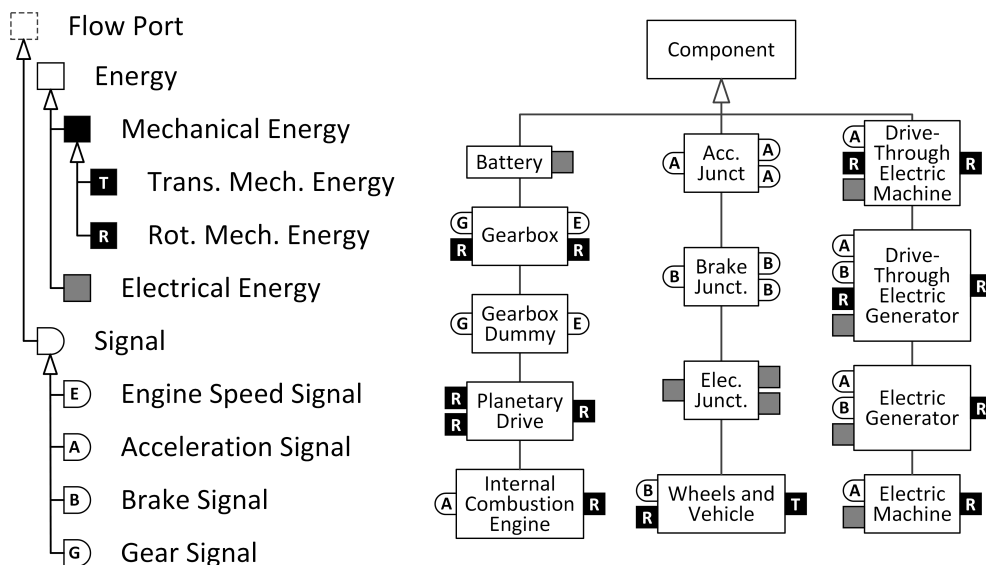 Flow Port
Energy
Mechanical Energy
T Trans. Mech. Energy
R Rot. Mech. Energy
Electrical Energy
Signal
E Engine Speed Signal
A Acceleration Signal
B Brake Signal
G Gear Signal
Component
Battery
G E
Gearbox
R R
Gearbox
G E
Dummy
R
Planetary
R
Drive
R
Internal
Combustion
A R
Engine
A
Acc.
A
Junct
A
B
Brake
B
Junct.
B
Elec.
Junct.
B
Wheels and
R T
Vehicle
A
Drive-
R Through R
Electric
Machine
A
Drive-
B Through
R
Electric
R
Generator
A
Electric
B R
Generator
A
Electric
R
Machine